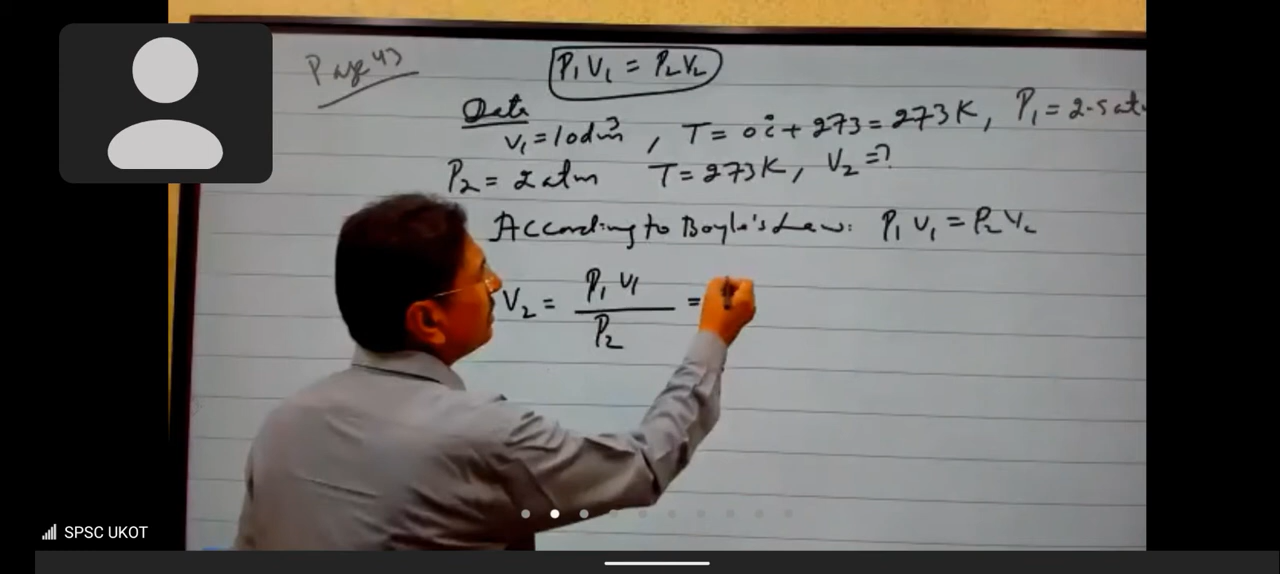 Page 43
P₁V₁ = P₂V₂
Data
V₁ = 10dm³ , T = 0°C + 273 = 273K, P₁ = 2.5 at
P₂ = 2 atm T = 273K, V₂ = ?
According to Boyle's Law: P₁V₁ = P₂V₂
V₂ = P₁V₁ / P₂ =
SPSC UKOT